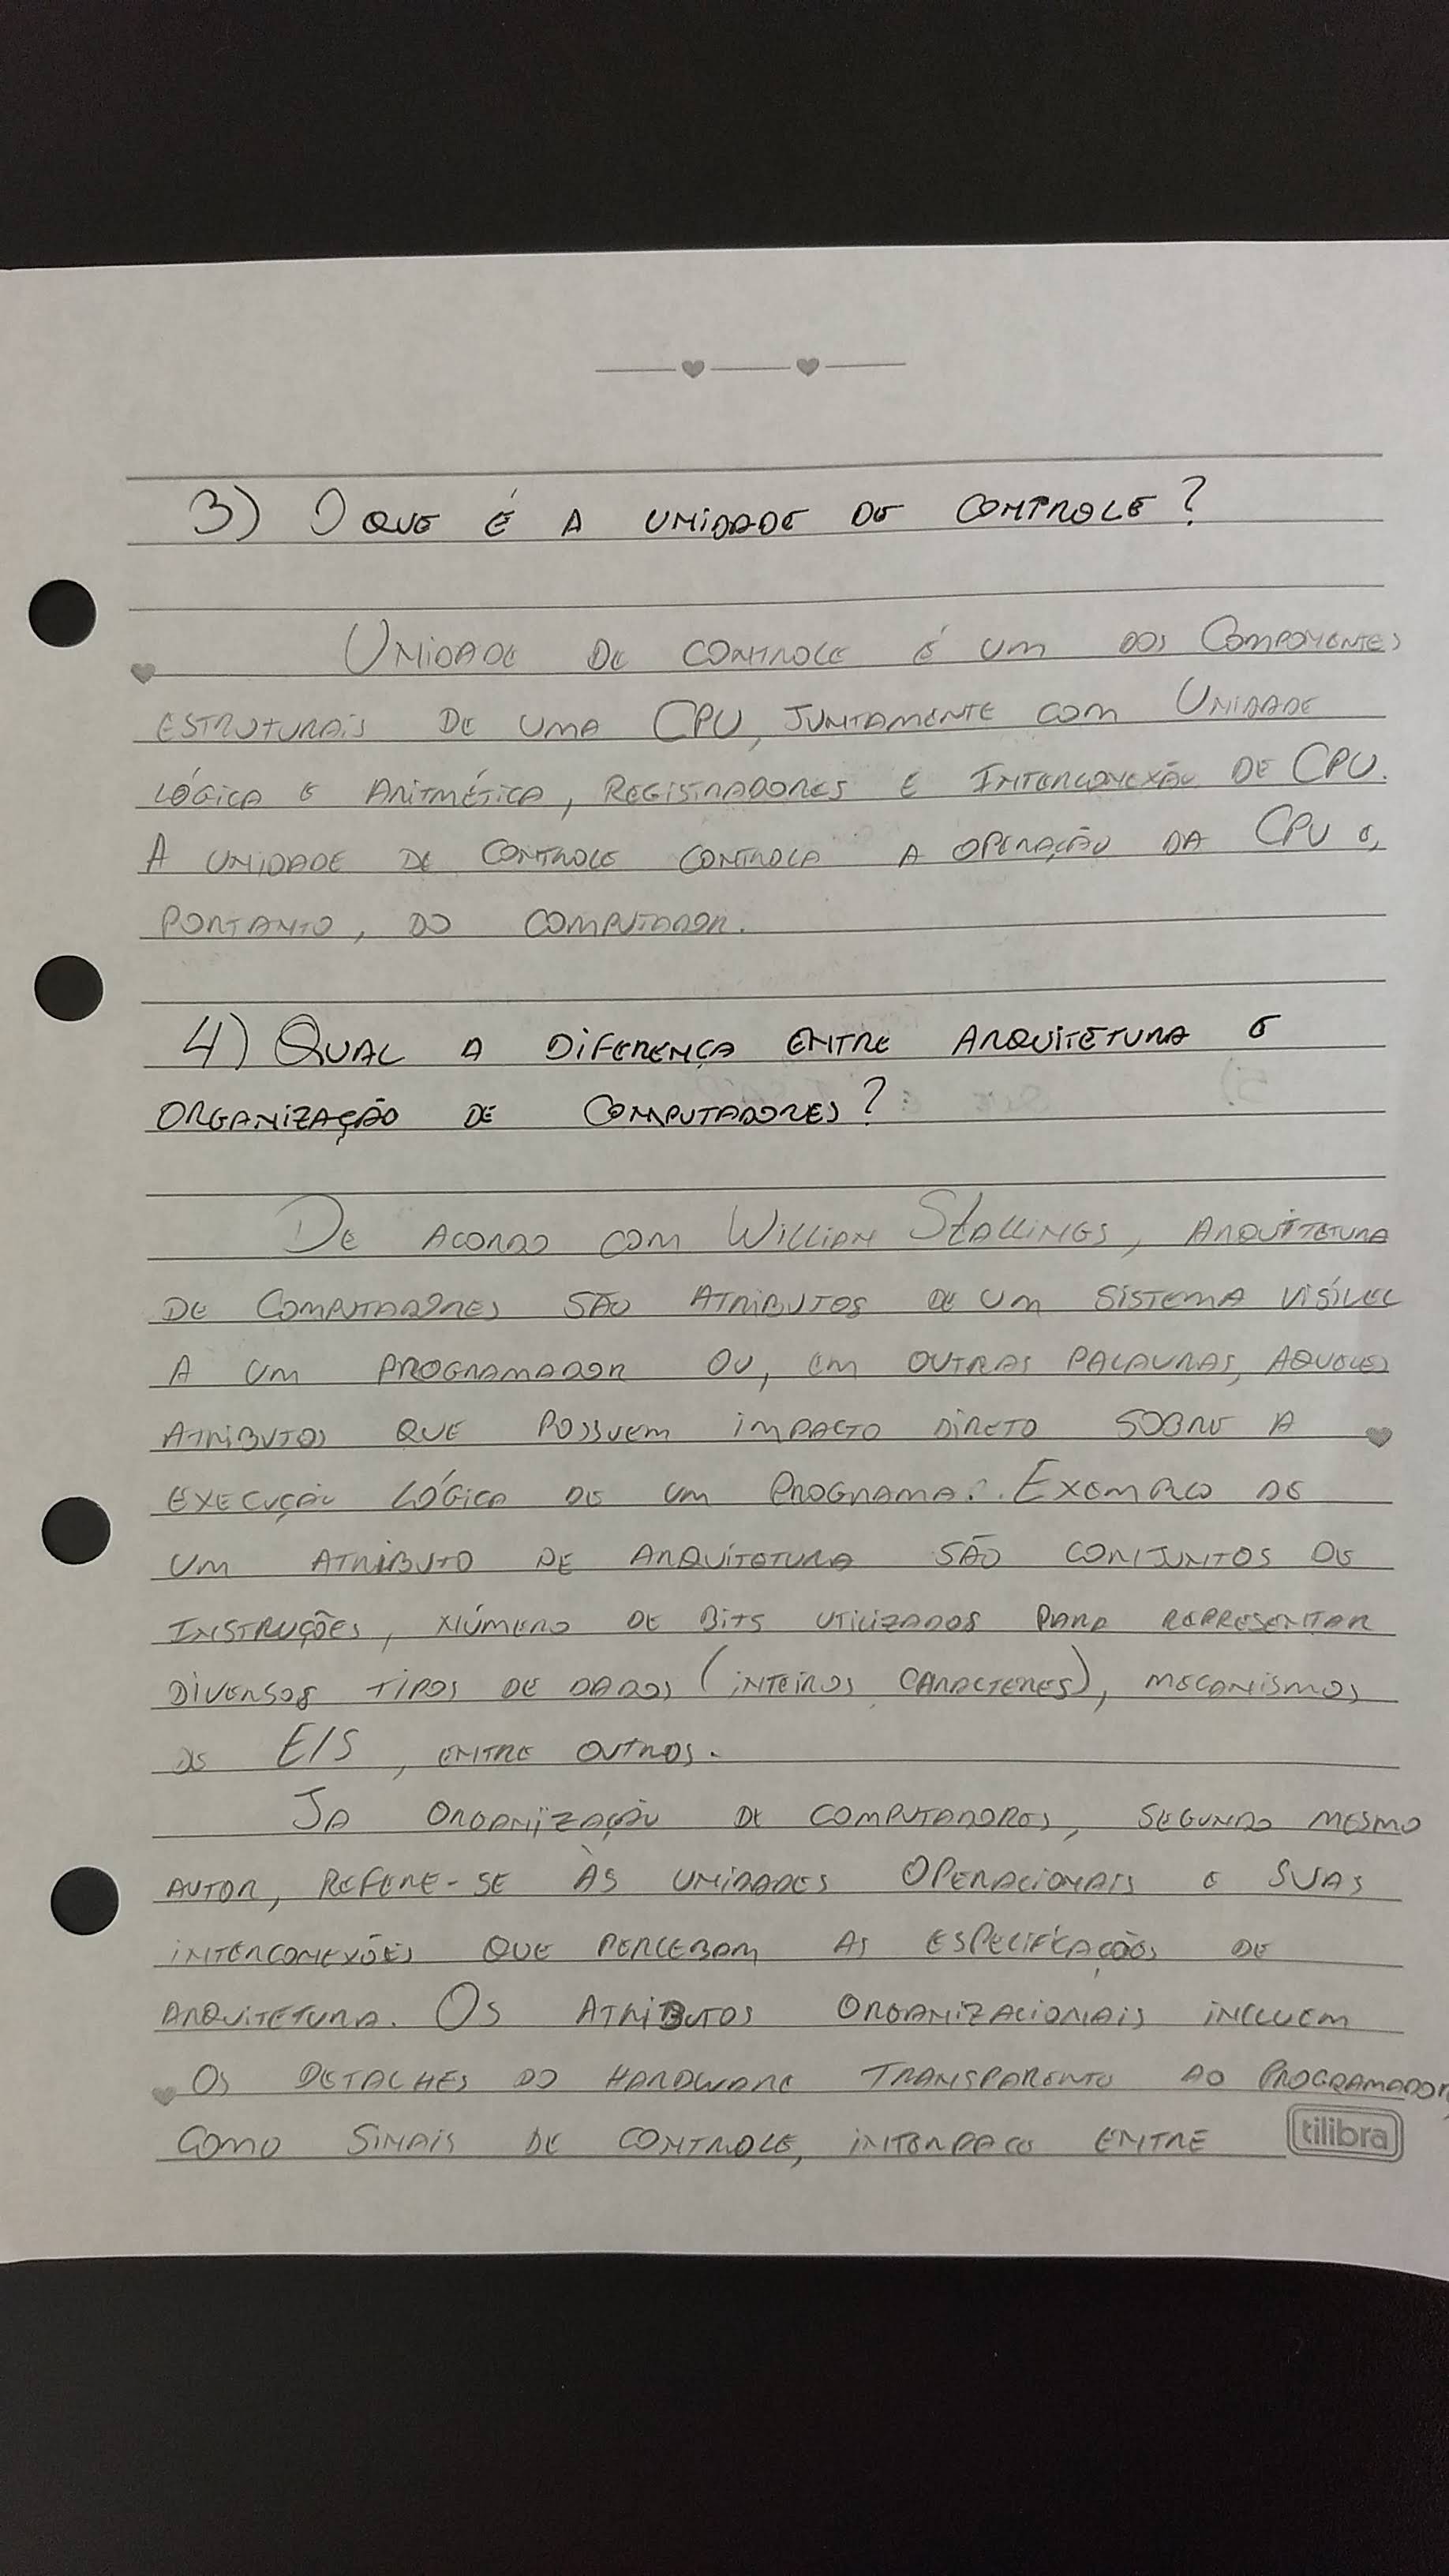 3) O QUE É A UNIDADE DE CONTROLE?
UNIDADE DE CONTROLE É UM DOS COMPONENTES
ESTRUTURAIS DE UMA CPU, JUNTAMENTE COM UNIDADE
LÓGICA E ARITMÉTICA, REGISTRADORES E INTERCONEXÃO DE CPU.
A UNIDADE DE CONTROLE CONTROLA A OPERAÇÃO DA CPU E,
PORTANTO, DO COMPUTADOR.
4) QUAL A DIFERENÇA ENTRE ARQUITETURA E
ORGANIZAÇÃO DE COMPUTADORES?
DE ACORDO COM WILLIAN STALLINGS, ARQUITETURA
DE COMPUTADORES SÃO ATRIBUTOS DE UM SISTEMA VISÍVEL
A UM PROGRAMADOR OU, EM OUTRAS PALAVRAS, AQUELES
ATRIBUTOS QUE POSSUEM IMPACTO DIRETO SOBRE A
EXECUÇÃO LÓGICA DE UM PROGRAMA. EXEMPLO DE
UM ATRIBUTO DE ARQUITETURA SÃO CONJUNTOS DE
INSTRUÇÕES, NÚMERO DE BITS UTILIZADOS PARA REPRESENTAR
DIVERSOS TIPOS DE DADOS (INTEIROS CARACTERES), MECANISMOS
DE E/S, ENTRE OUTROS.
JA ORGANIZAÇÃO DE COMPUTADORES, SEGUNDO MESMO
AUTOR, REFERE-SE ÀS UNIDADES OPERACIONAIS E SUAS
INTERCONEXÕES QUE PERCEBAM AS ESPECIFICAÇÕES DE
ARQUITETURA. OS ATRIBUTOS ORGANIZACIONAIS INCLUEM
OS DETALHES DO HARDWARE TRANSPARENTE AO PROGRAMADOR,
COMO SINAIS DE CONTROLE, INTERFACE ENTRE
tilibra